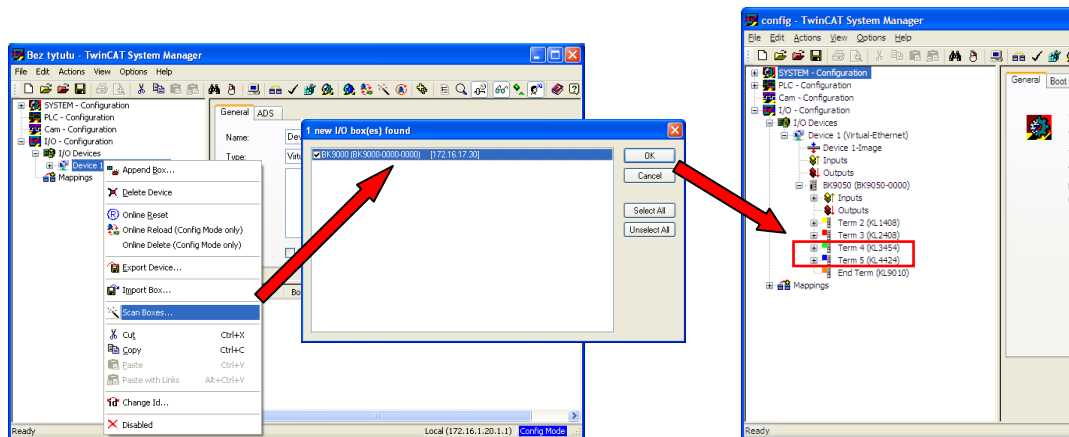 Bez tytułu - TwinCAT System Manager
File Edit Actions View Options Help
SYSTEM - Configuration
PLC - Configuration
Cam - Configuration
I/O - Configuration
I/O Devices
Device 1
Mappings
General ADS
Name:
Type:
Append Box...
Delete Device
Online Reset
Online Reload (Config Mode only)
Online Delete (Config Mode only)
Export Device...
Import Box...
Scan Boxes...
Cut Ctrl+X
Copy Ctrl+C
Paste Ctrl+V
Paste with Links Alt+Ctrl+V
Change Id...
Disabled
Ready
Local (172.16.1.20.1.1) Config Mode
1 new I/O box(es) found
BK9000 (BK9000-0000-0000) [172.16.17.30]
OK
Cancel
Select All
Unselect All
config - TwinCAT System Manager
File Edit Actions View Options Help
SYSTEM - Configuration
PLC - Configuration
Cam - Configuration
I/O - Configuration
I/O Devices
Device 1 (Virtual-Ethernet)
Device 1-Image
Inputs
Outputs
BK9050 (BK9050-0000)
Inputs
Outputs
Term 2 (KL1408)
Term 3 (KL2408)
Term 4 (KL3454)
Term 5 (KL4424)
End Term (KL9010)
Mappings
General Boot
Ready